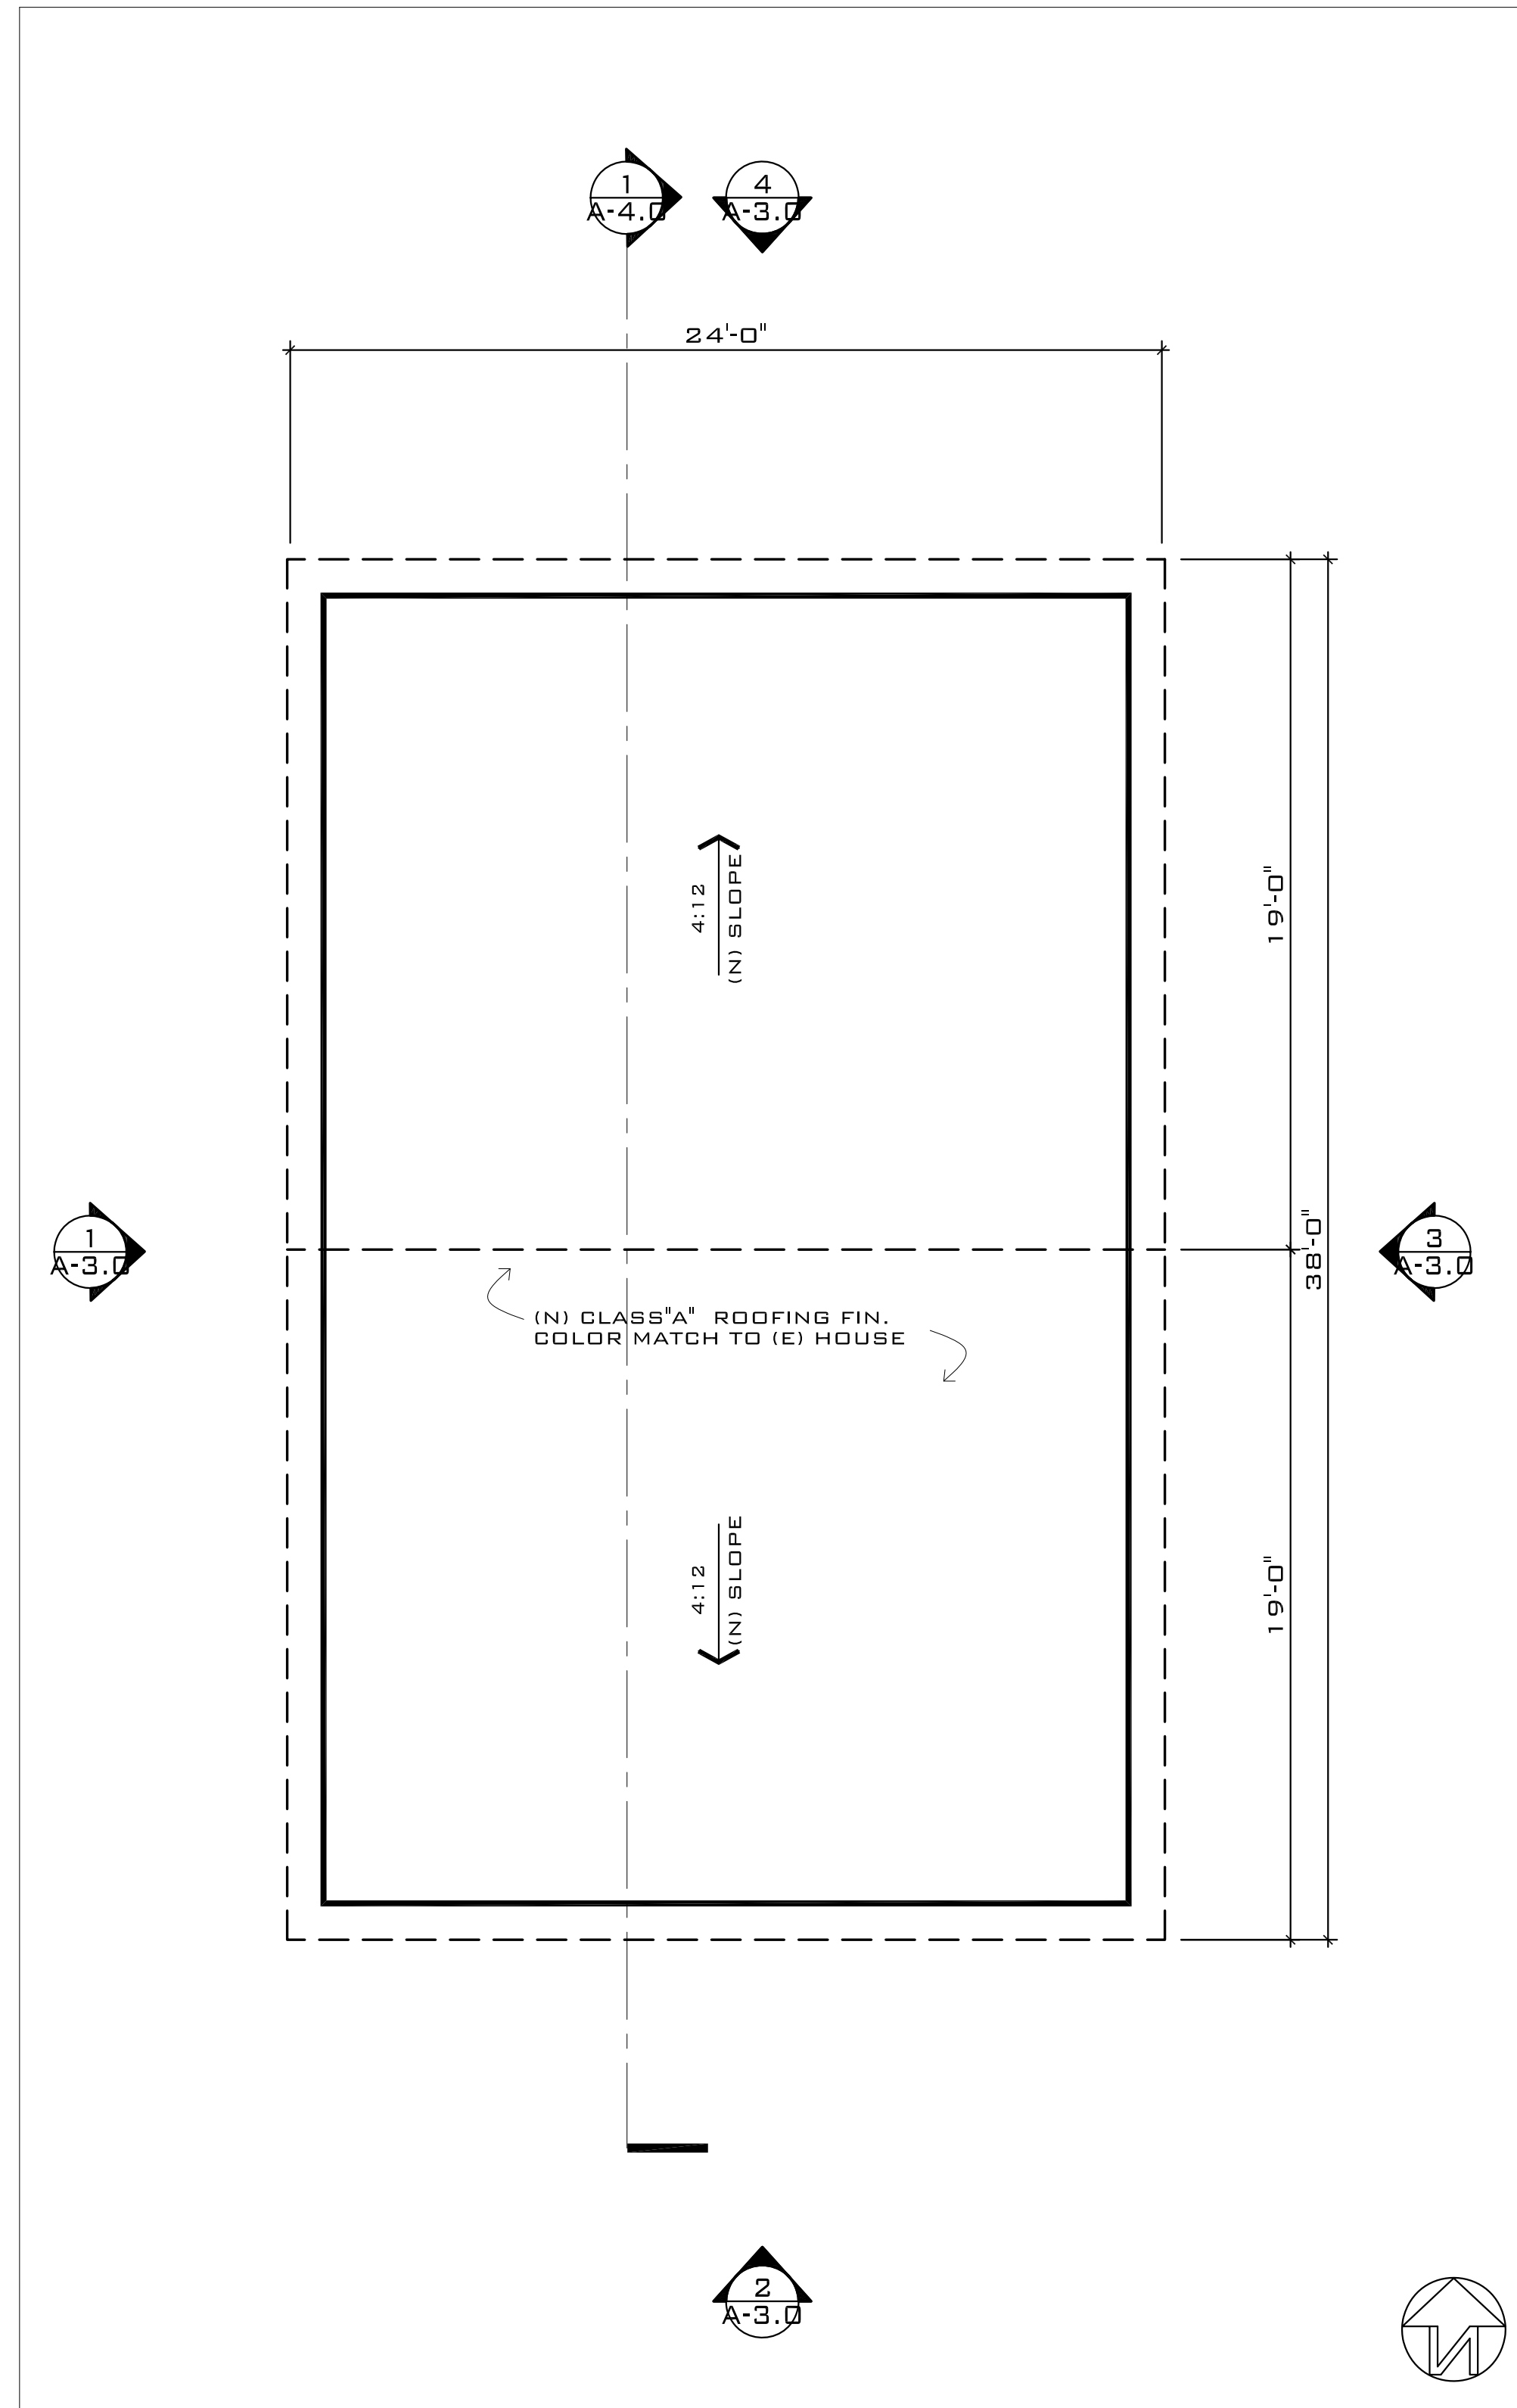 1
A-4.0
4
A-3.0
24'-0"
4:12
(N) SLOPE
19'-0"
1
A-3.0
38'-0"
3
A-3.0
(N) CLASS"A" ROOFING FIN.
COLOR MATCH TO (E) HOUSE
4:12
(N) SLOPE
19'-0"
2
A-3.0
N